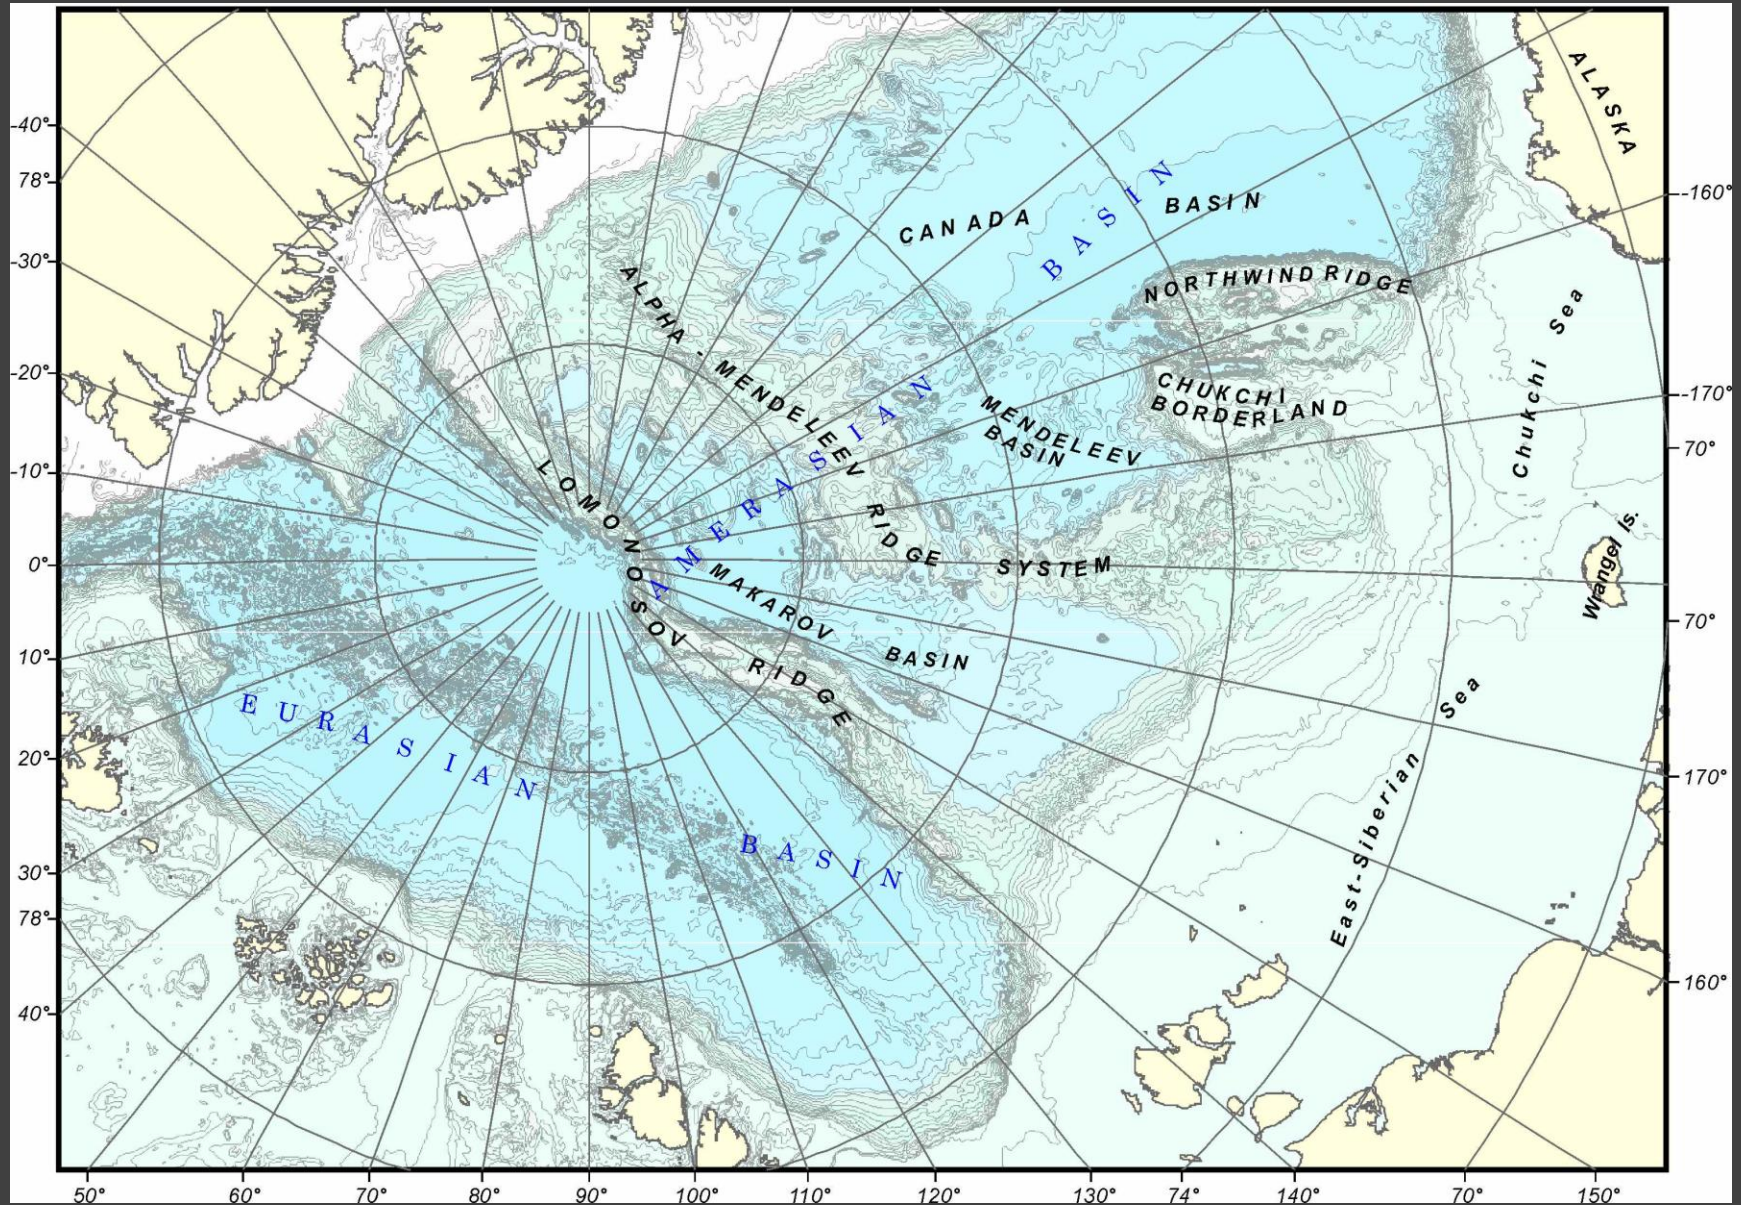 ALASKA
-40°
78°
-30°
-20°
-10°
0°
10°
20°
30°
78°
40°
-160°
-170°
70°
70°
170°
160°
CANADA BASIN
NORTHWIND RIDGE
CHUKCHI
BORDERLAND
Chukchi Sea
ALPHA - MENDELEEV RIDGE SYSTEM
MENDELEEV
BASIN
AMERASIAN BASIN
LOMONOSOV RIDGE
MAKAROV BASIN
Wrangel Is.
East-Siberian Sea
EURASIAN BASIN
50°
60°
70°
80°
90°
100°
110°
120°
130°
74°
140°
70°
150°